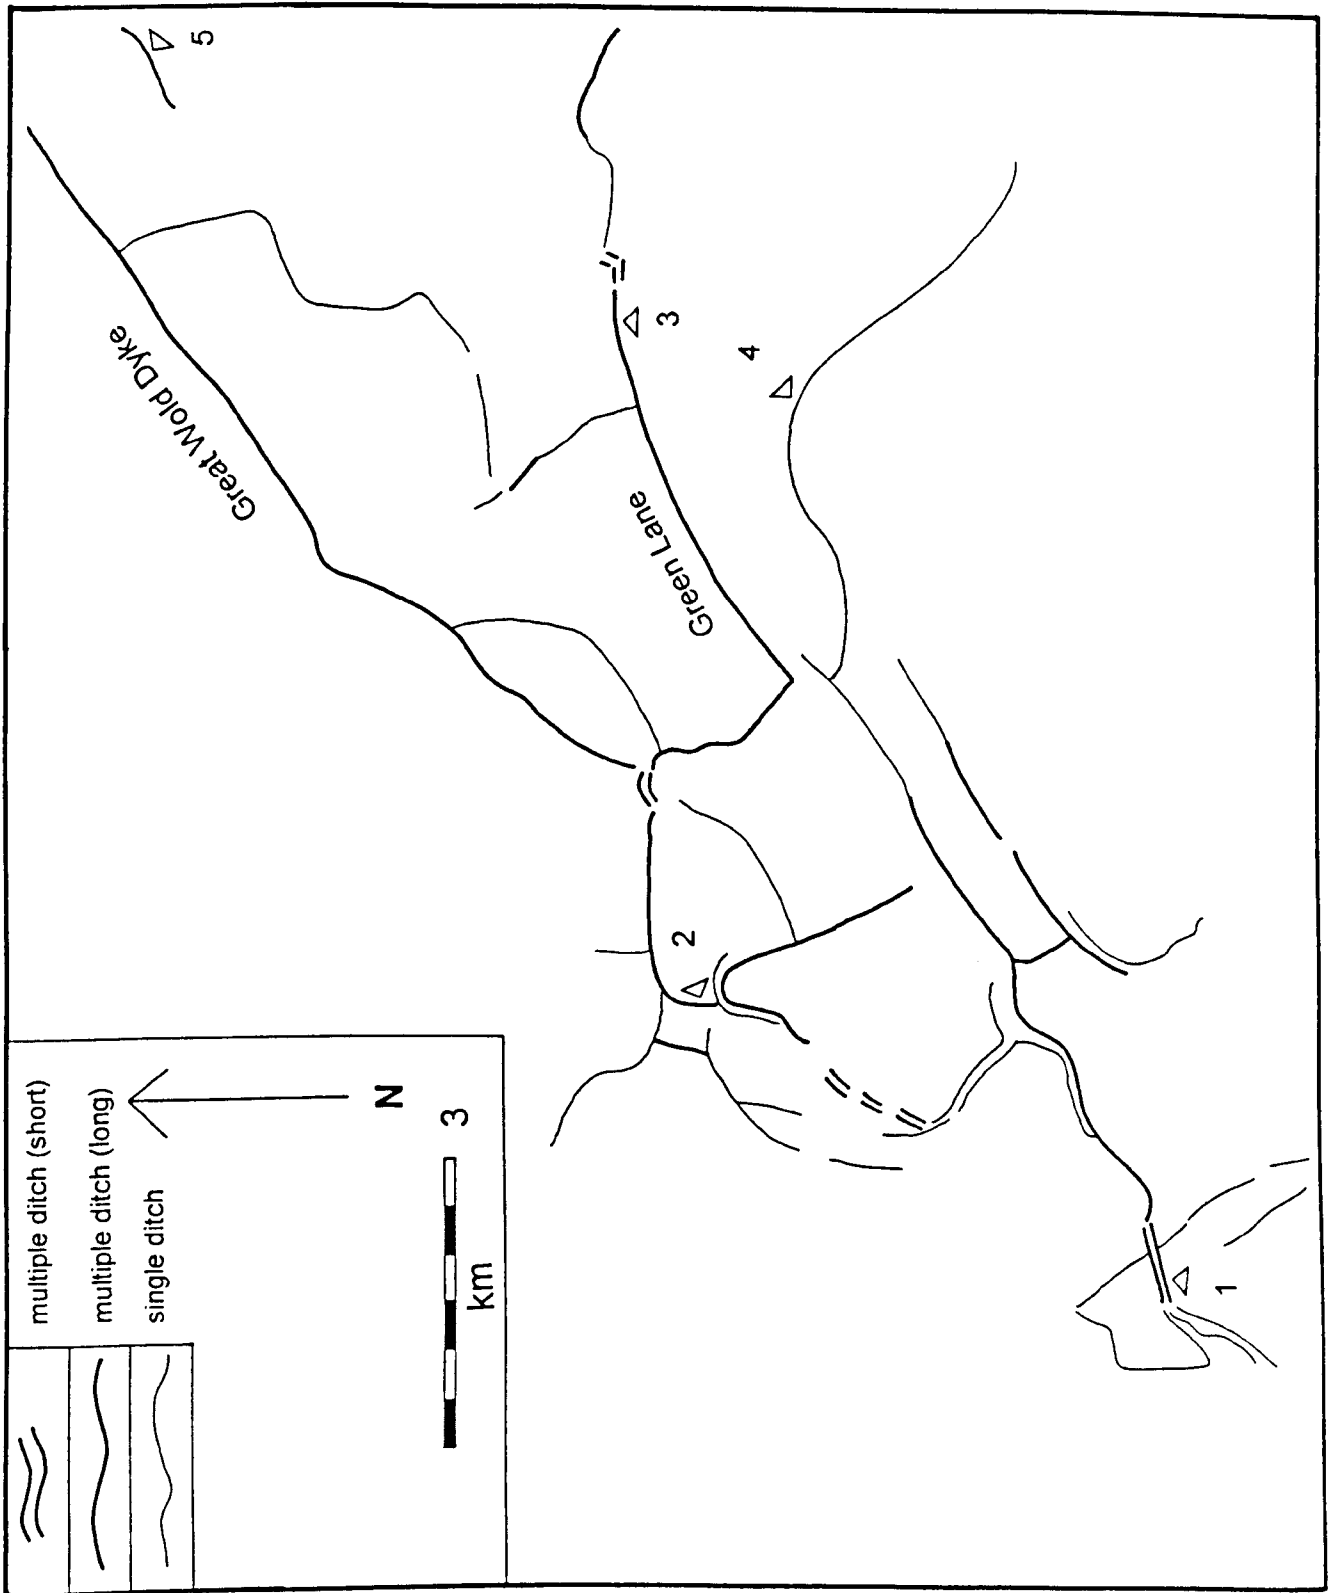 multiple ditch (short)
multiple ditch (long)
single ditch
N
3
km
Great Wold Dyke
Green Lane
5
3
4
2
1